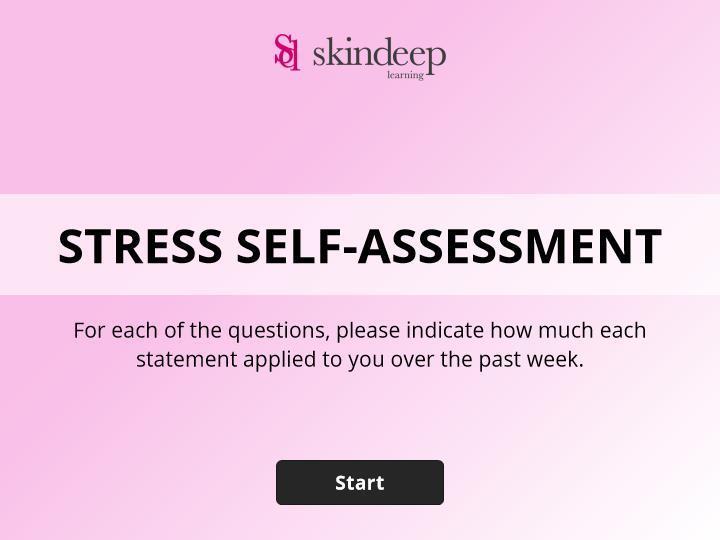 skindeep
learning
STRESS SELF-ASSESSMENT
For each of the questions, please indicate how much each
statement applied to you over the past week.
Start